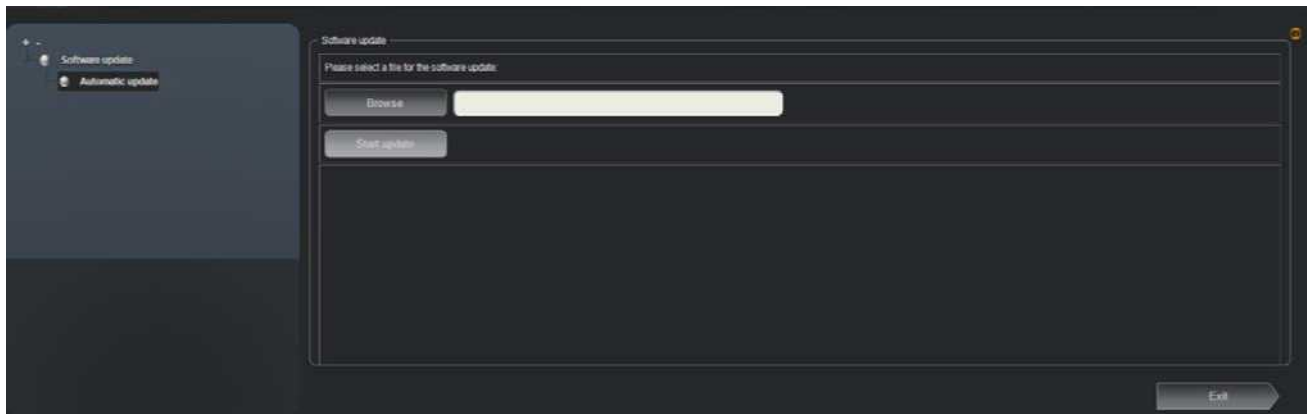 + -
Software update
Automatic update
Software update
Please select a file for the software update:
Browse
Start update
Exit